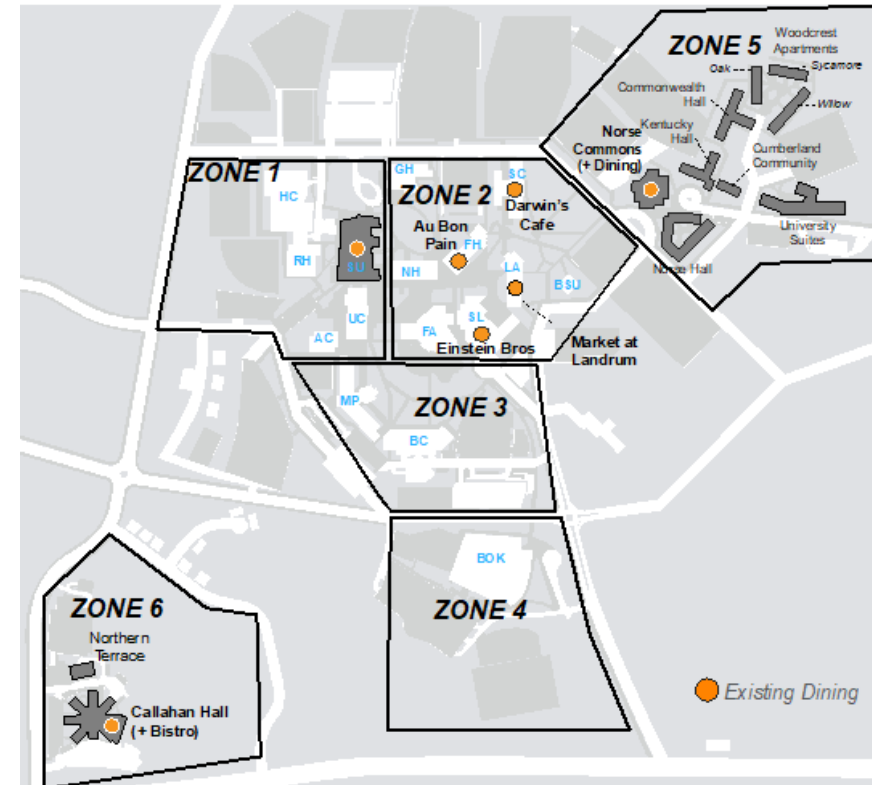 ZONE 5
Woodcrest
Apartments
Oak
Sycamore
Commonwealth
Hall
Willow
Kentucky
Hall
Norse
Commons
(+ Dining)
Cumberland
Community
University
Suites
Norse Hall
ZONE 1
HC
RH
SU
UC
AC
GH
ZONE 2
SC
Darwin's
Cafe
Au Bon
Pain
FH
NH
LA
BSU
SL
FA
Einstein Bros
Market at
Landrum
MP
ZONE 3
BC
BOK
ZONE 4
ZONE 6
Northern
Terrace
Callahan Hall
(+ Bistro)
Existing Dining